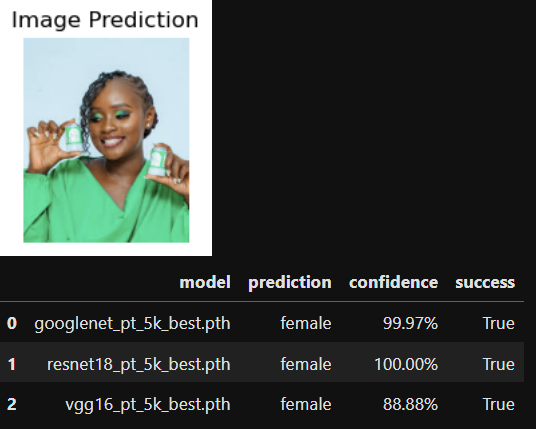 Image Prediction
model prediction confidence success
0 googlenet_pt_5k_best.pth female 99.97% True
1 resnet18_pt_5k_best.pth female 100.00% True
2 vgg16_pt_5k_best.pth female 88.88% True